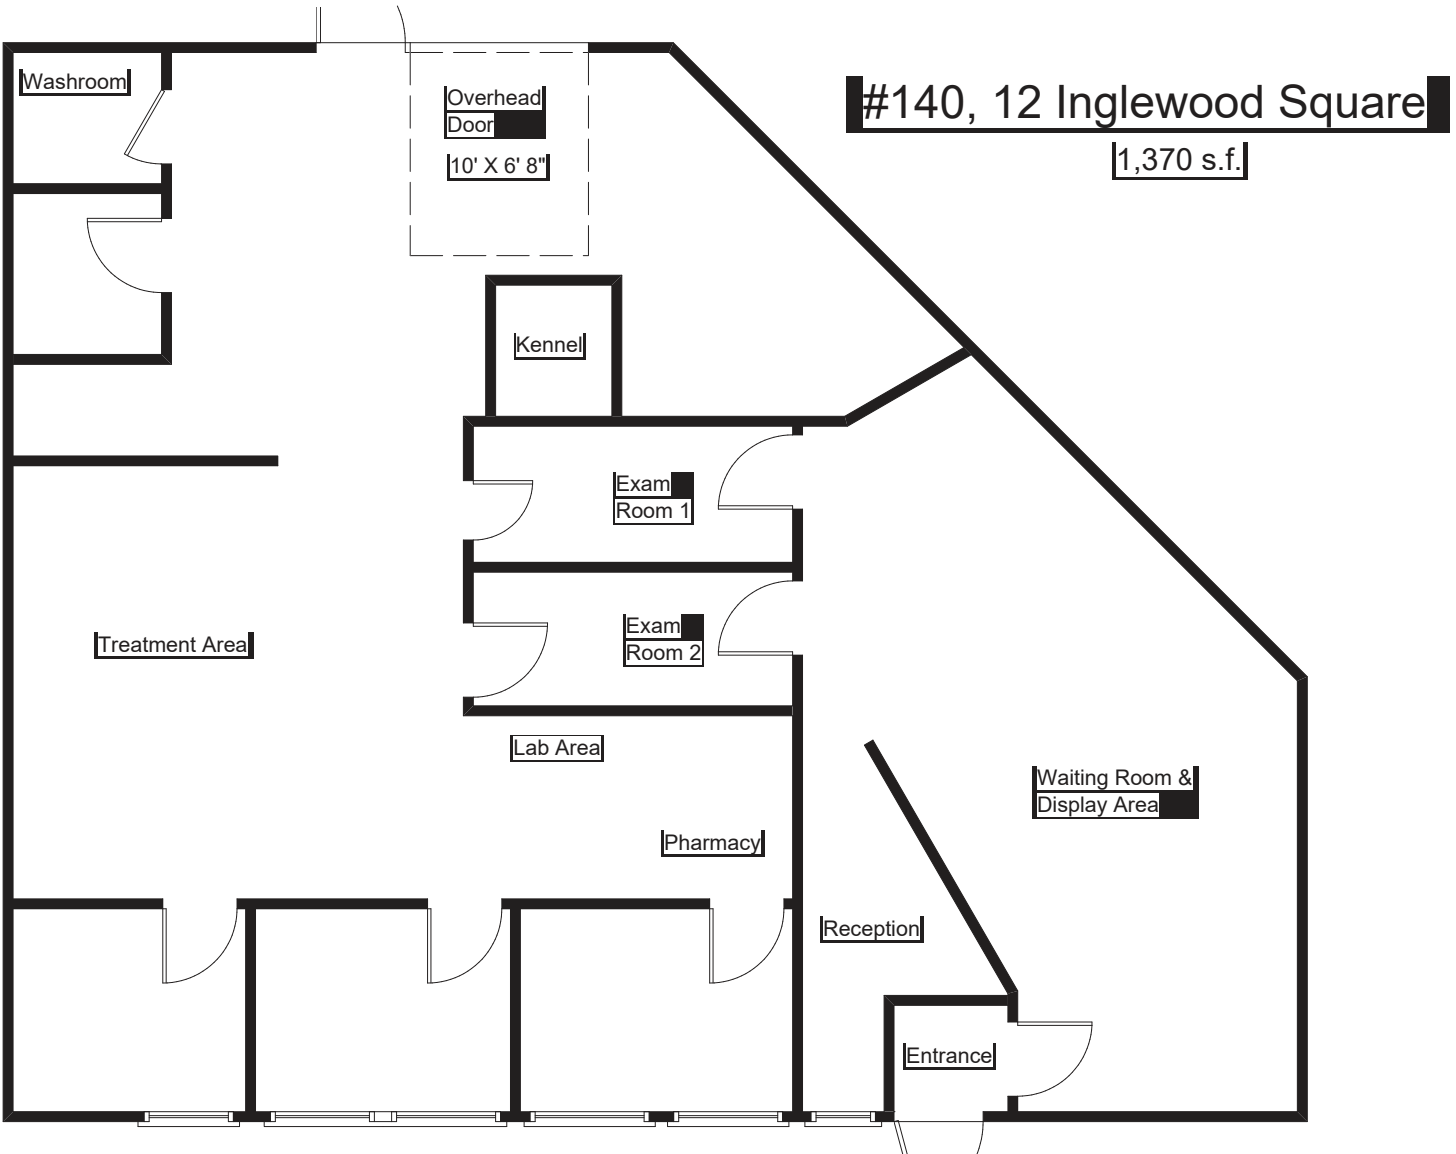 #140, 12 Inglewood Square
1,370 s.f.
Washroom
Overhead
Door
10' X 6' 8"
Kennel
Exam
Room 1
Exam
Room 2
Treatment Area
Lab Area
Waiting Room &
Display Area
Pharmacy
Reception
Entrance